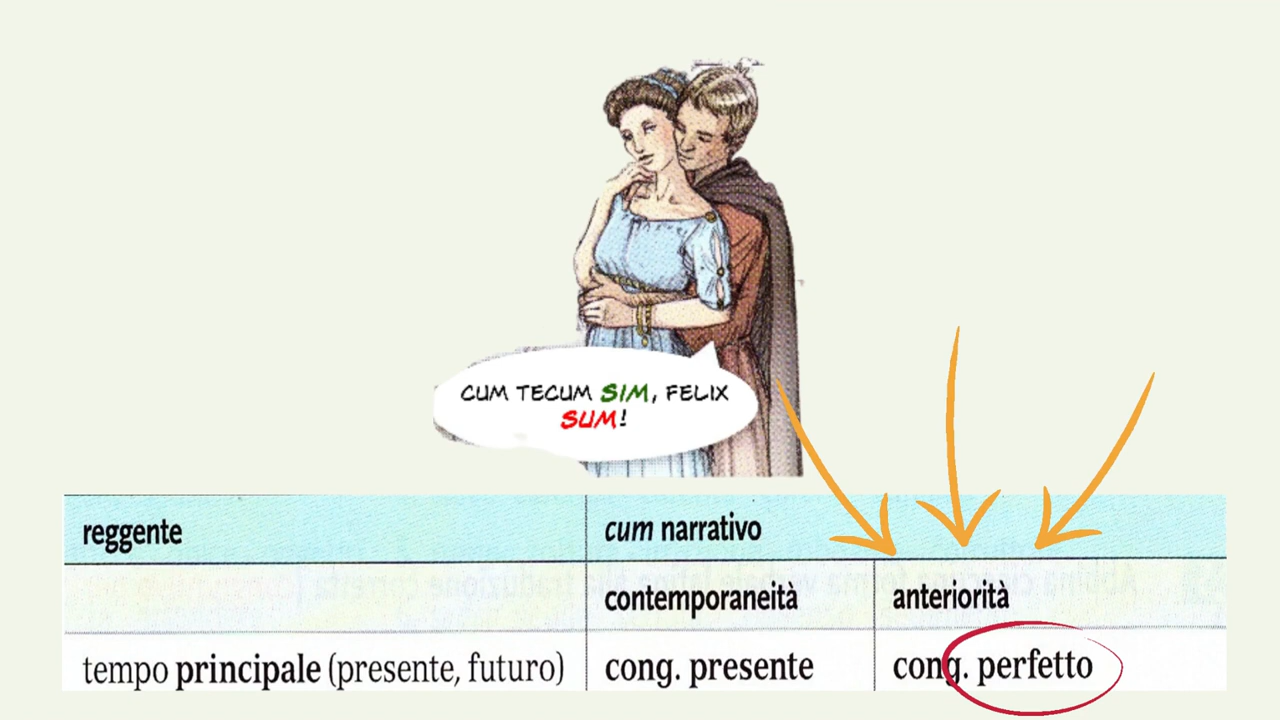 CUM TECUM SIM, FELIX
SUM!
reggente
cum narrativo
contemporaneità
anteriorità
tempo principale (presente, futuro)
cong. presente
cong. perfetto